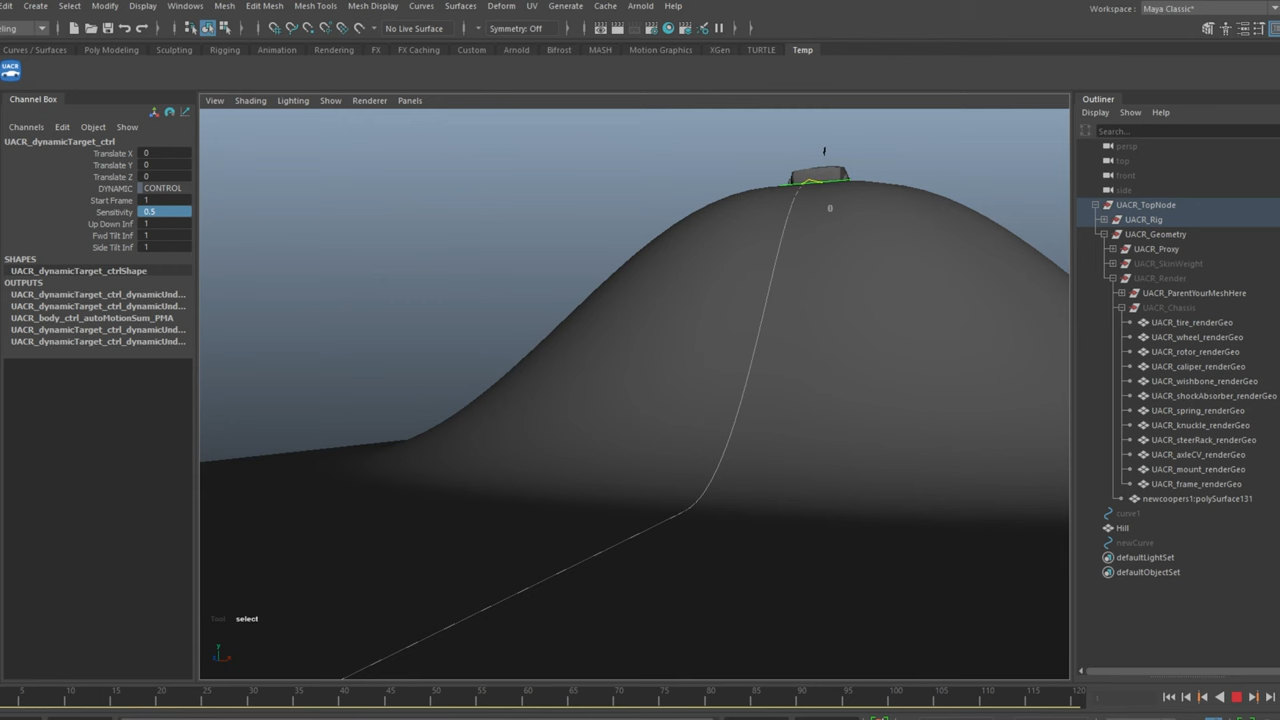 Edit Create Select Modify Display Windows Mesh Edit Mesh Mesh Tools Mesh Display Curves Surfaces Deform UV Generate Cache Arnold Help
Workspace: Maya Classic*
No Live Surface
Symmetry: Off
Curves / Surfaces Poly Modeling Sculpting Rigging Animation Rendering FX FX Caching Custom Arnold Bifrost MASH Motion Graphics XGen TURTLE Temp
UACR
Channel Box
Channels Edit Object Show
UACR_dynamicTarget_ctrl
Translate X 0
Translate Y 0
Translate Z 0
DYNAMIC CONTROL
Start Frame 1
Sensitivity 0.5
Up Down Inf 1
Fwd Tilt Inf 1
Side Tilt Inf 1
SHAPES
UACR_dynamicTarget_ctrlShape
OUTPUTS
UACR_dynamicTarget_ctrl_dynamicUnd...
UACR_dynamicTarget_ctrl_dynamicUnd...
UACR_body_ctrl_autoMotionSum_PMA
UACR_dynamicTarget_ctrl_dynamicUnd...
UACR_dynamicTarget_ctrl_dynamicUnd...
View Shading Lighting Show Renderer Panels
0
Tool select
y
z x
Outliner
Display Show Help
Search...
persp
top
front
side
UACR_TopNode
UACR_Rig
UACR_Geometry
UACR_Proxy
UACR_SkinWeight
UACR_Render
UACR_ParentYourMeshHere
UACR_Chassis
UACR_tire_renderGeo
UACR_wheel_renderGeo
UACR_rotor_renderGeo
UACR_caliper_renderGeo
UACR_wishbone_renderGeo
UACR_shockAbsorber_renderGeo
UACR_spring_renderGeo
UACR_knuckle_renderGeo
UACR_steerRack_renderGeo
UACR_axleCV_renderGeo
UACR_mount_renderGeo
UACR_frame_renderGeo
newcoopers1:polySurface131
curve1
Hill
newCurve
defaultLightSet
defaultObjectSet
5 10 15 20 25 30 35 40 45 50 55 60 65 70 75 80 85 90 95 100 105 110 115 120